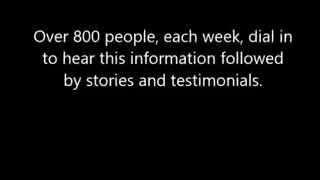 Over 800 people, each week, dial in
to hear this information followed
by stories and testimonials.